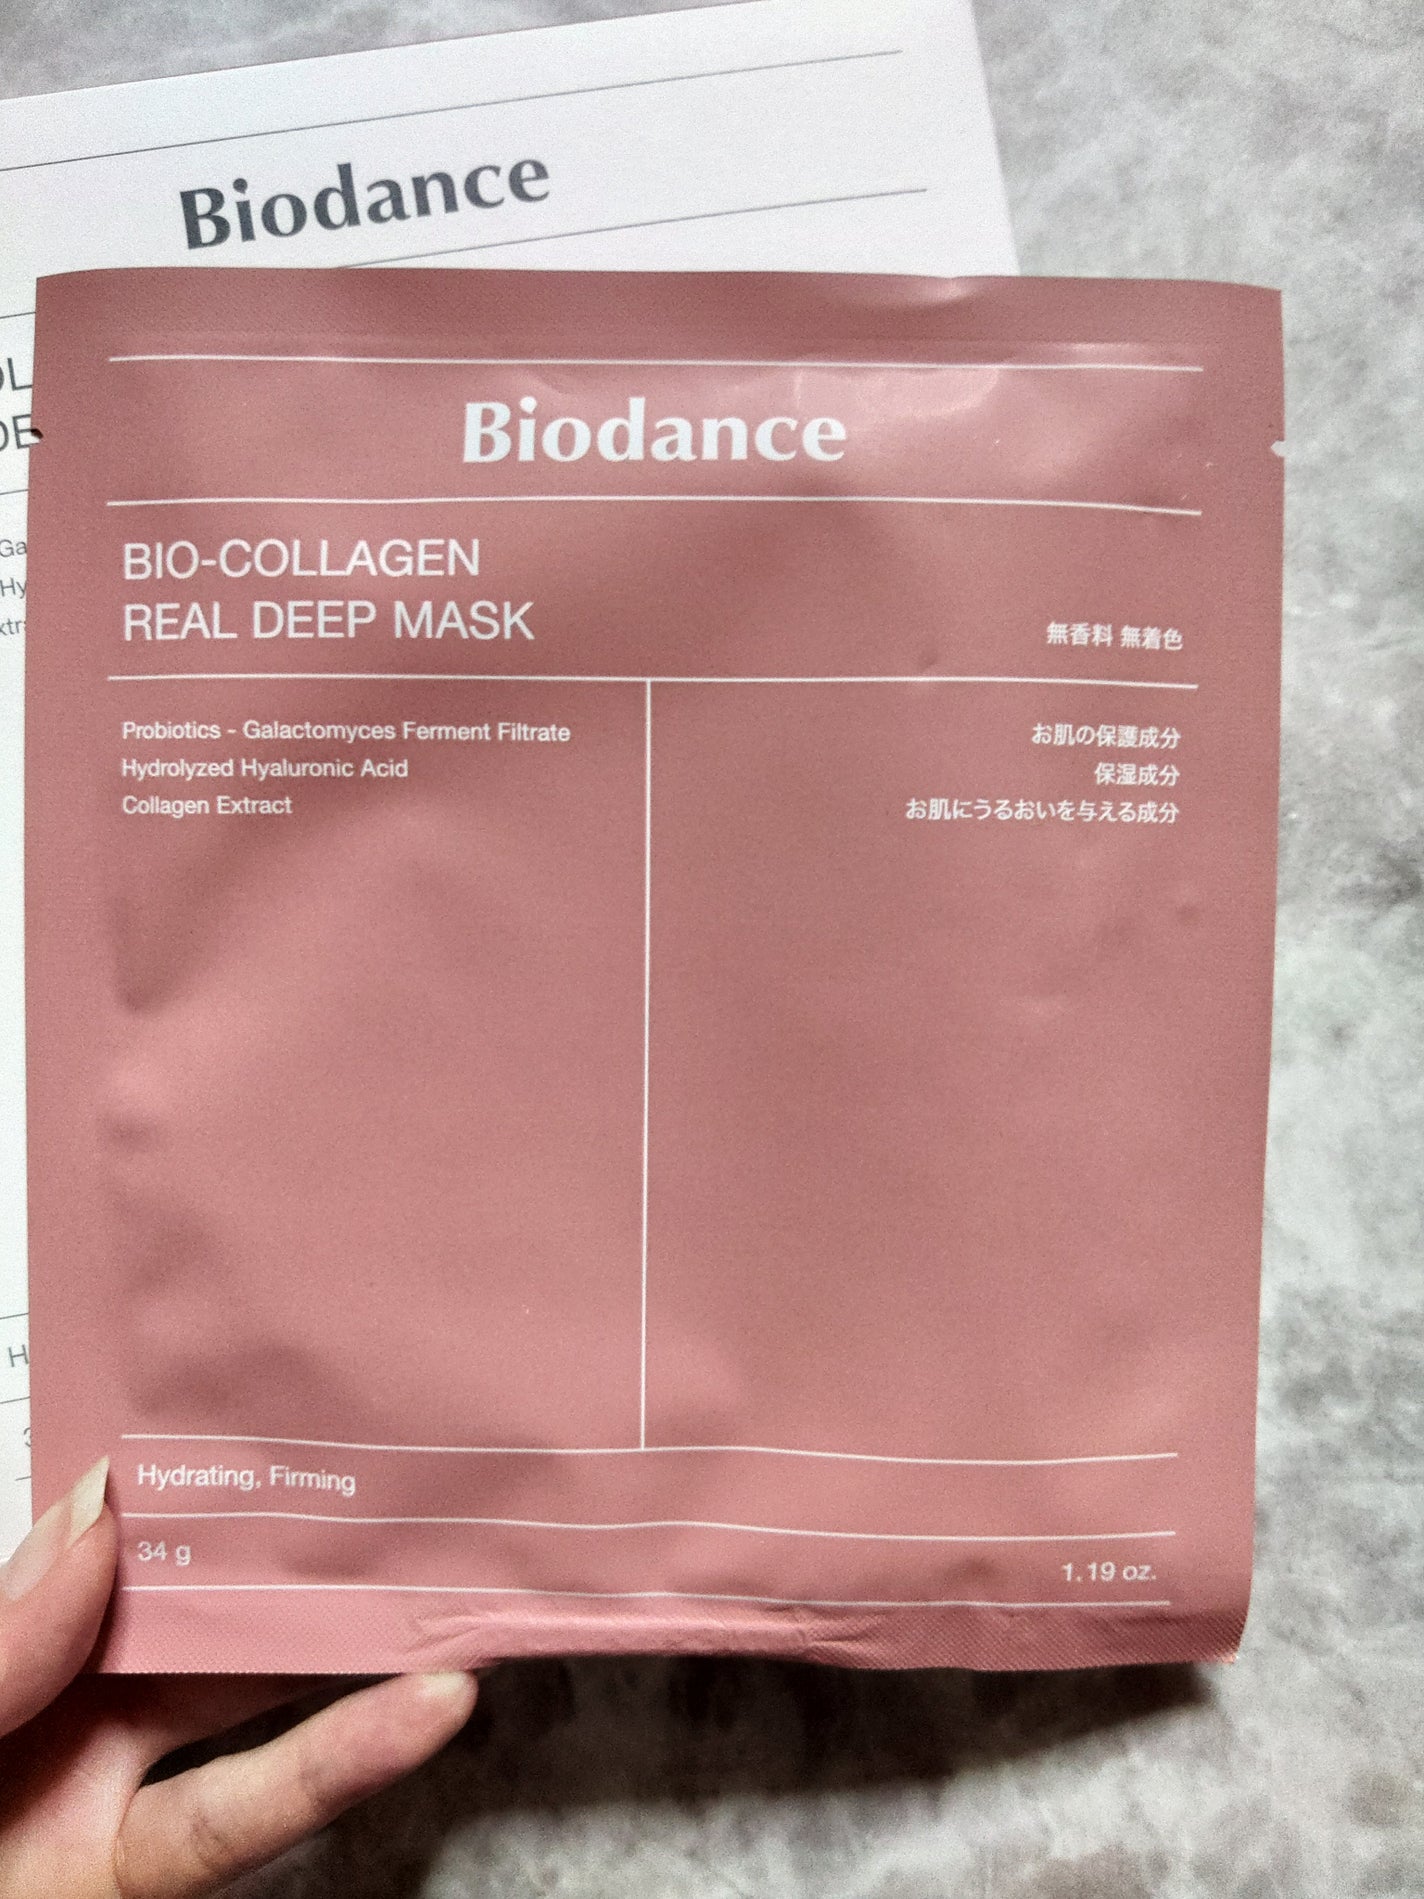 Biodance
Biodance
BIO-COLLAGEN
REAL DEEP MASK
無香料 無着色
Probiotics - Galactomyces Ferment Filtrate
Hydrolyzed Hyaluronic Acid
Collagen Extract
お肌の保護成分
保湿成分
お肌にうるおいを与える成分
Hydrating, Firming
34 g
1.19 oz.